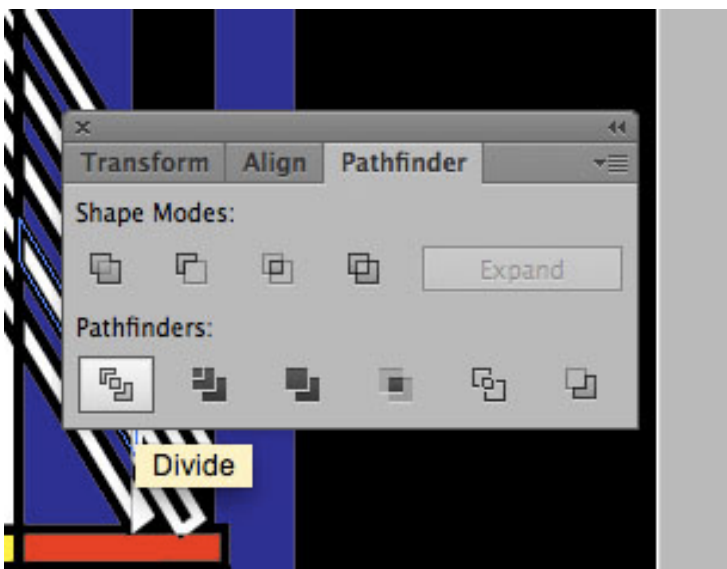 Transform Align Pathfinder
Shape Modes:
Expand
Pathfinders:
Divide